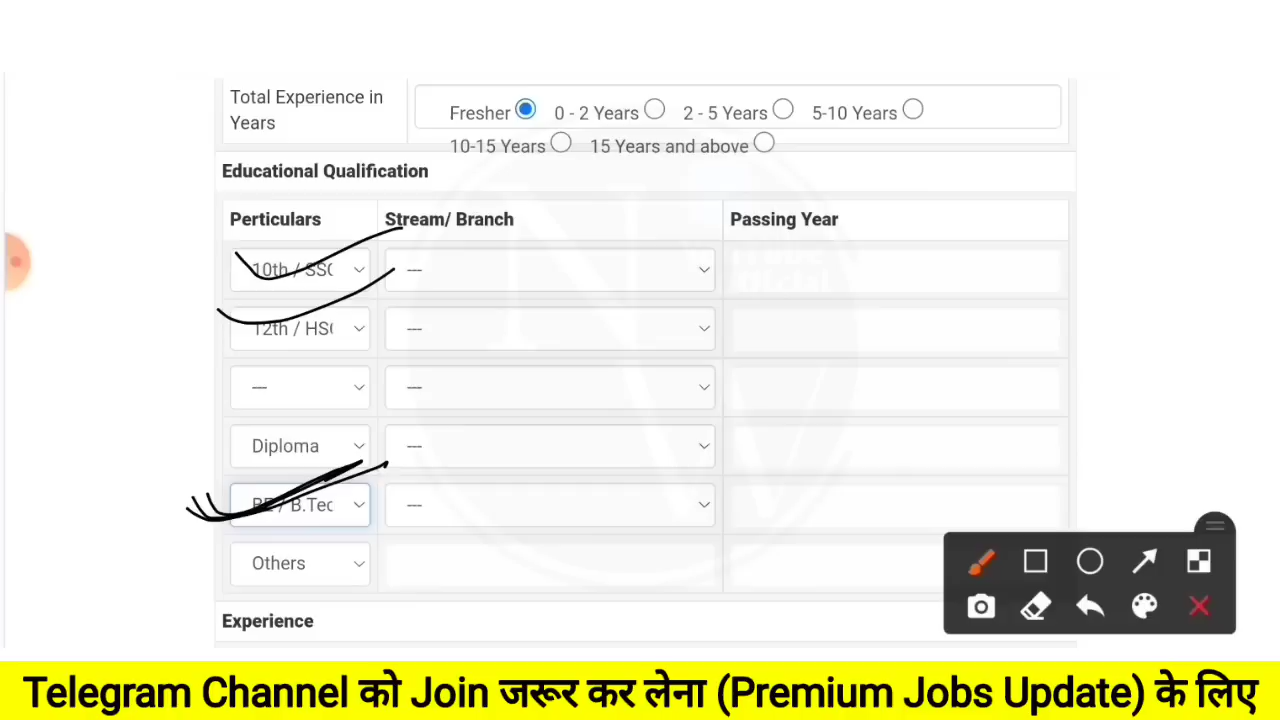 Total Experience in
Years
Fresher 0 - 2 Years 2 - 5 Years 5-10 Years
10-15 Years 15 Years and above
Educational Qualification
Perticulars Stream/ Branch Passing Year
10th / SSC ---
12th / HSC ---
--- ---
Diploma ---
BE / B.Tec ---
Others
Experience
Telegram Channel को Join जरूर कर लेना (Premium Jobs Update) के लिए